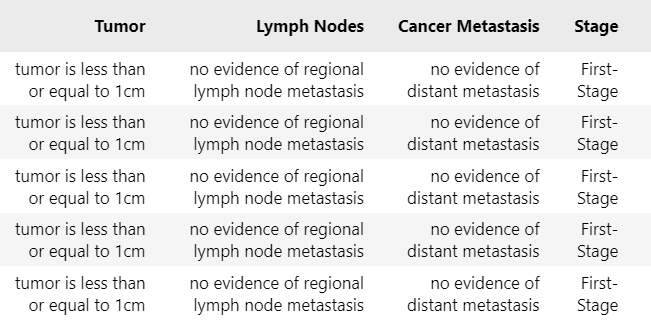 Tumor Lymph Nodes Cancer Metastasis Stage
tumor is less than no evidence of regional no evidence of First-
or equal to 1cm lymph node metastasis distant metastasis Stage
tumor is less than no evidence of regional no evidence of First-
or equal to 1cm lymph node metastasis distant metastasis Stage
tumor is less than no evidence of regional no evidence of First-
or equal to 1cm lymph node metastasis distant metastasis Stage
tumor is less than no evidence of regional no evidence of First-
or equal to 1cm lymph node metastasis distant metastasis Stage
tumor is less than no evidence of regional no evidence of First-
or equal to 1cm lymph node metastasis distant metastasis Stage